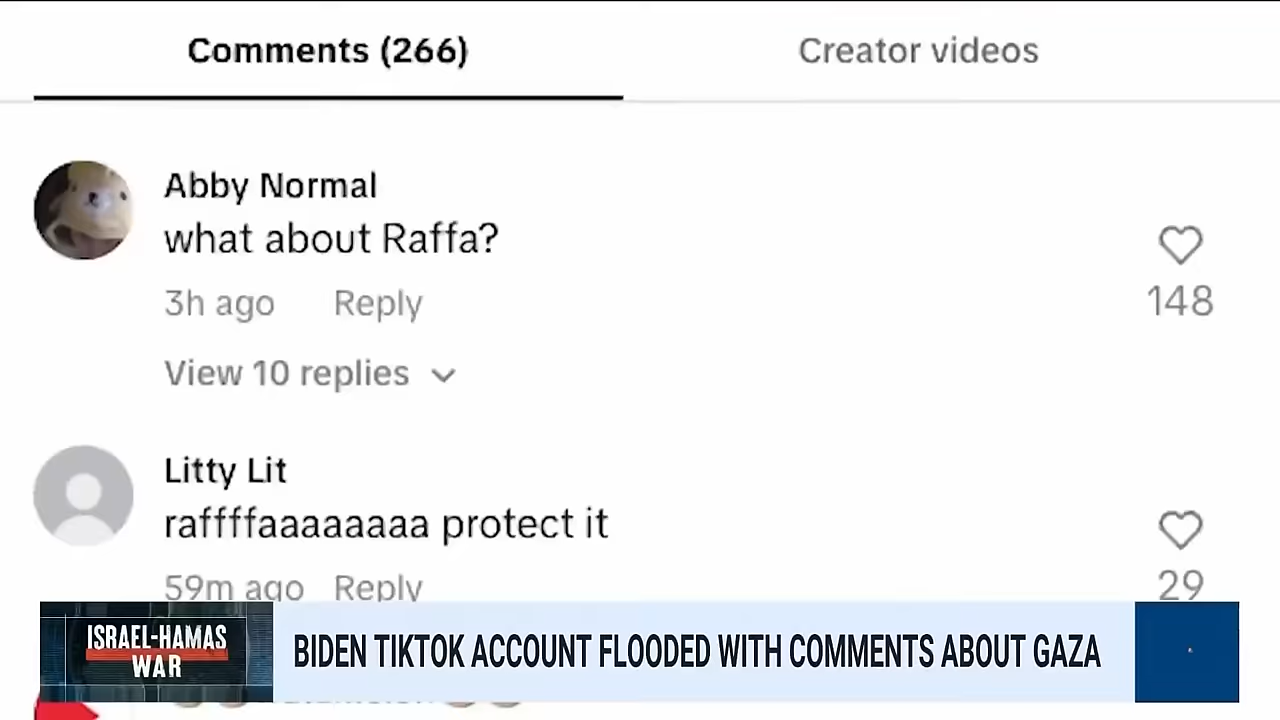 Comments (266)
Creator videos
Abby Normal
what about Raffa?
3h ago Reply
148
View 10 replies
Litty Lit
raffffaaaaaaaa protect it
59m ago Reply
29
ISRAEL-HAMAS
WAR
BIDEN TIKTOK ACCOUNT FLOODED WITH COMMENTS ABOUT GAZA